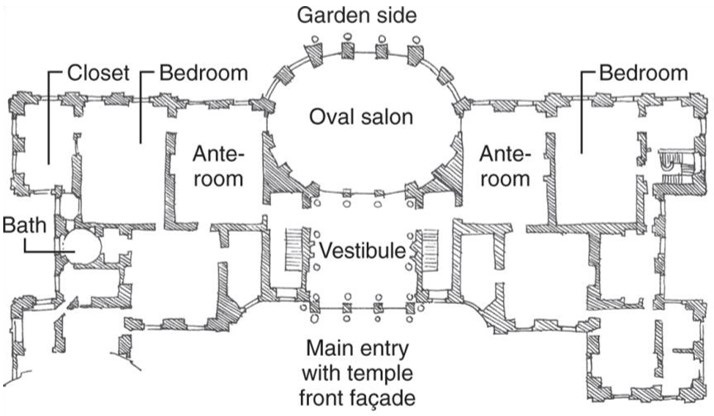 Garden side
Closet
Bedroom
Bedroom
Oval salon
Ante-
room
Ante-
room
Bath
Vestibule
Main entry
with temple
front façade